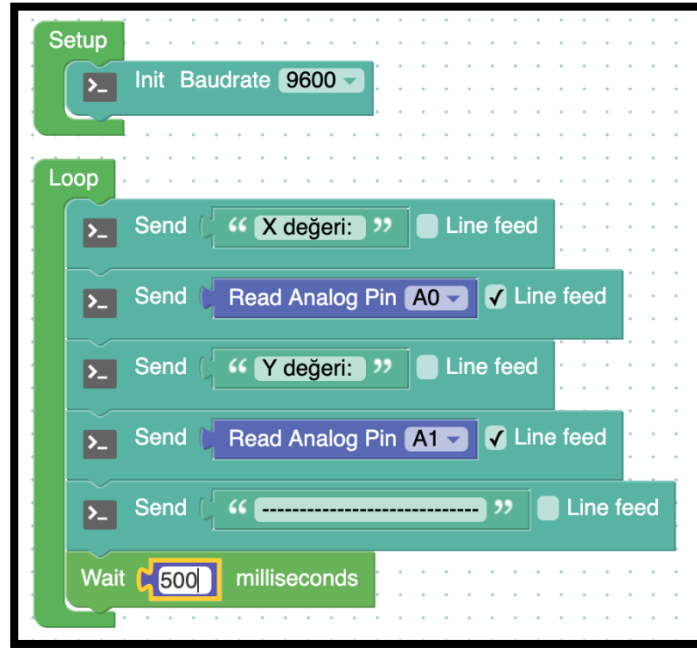 Setup
>_ Init Baudrate 9600
Loop
>_ Send “ X değeri: ” Line feed
>_ Send Read Analog Pin A0 ✓ Line feed
>_ Send “ Y değeri: ” Line feed
>_ Send Read Analog Pin A1 ✓ Line feed
>_ Send “ ----------------------------- ” Line feed
Wait 500 milliseconds